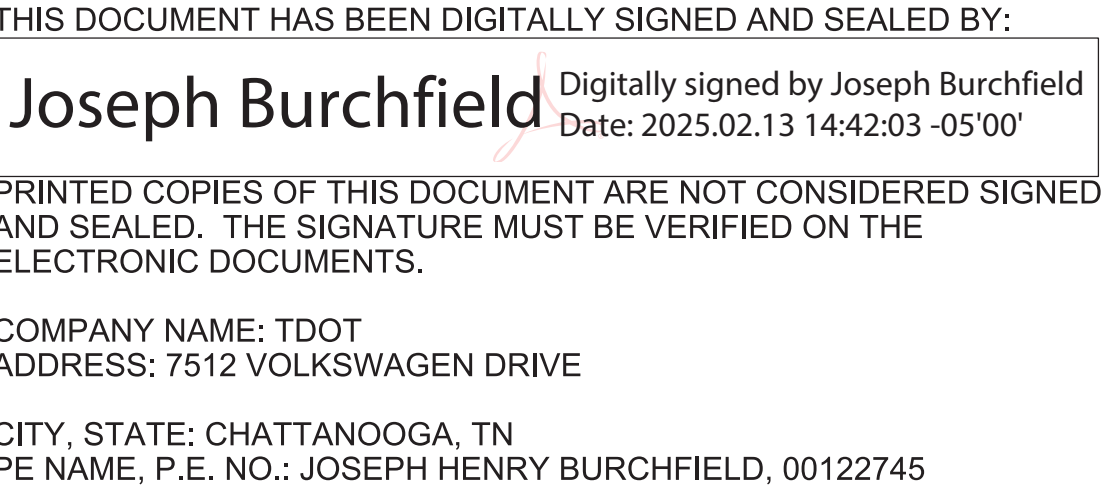 THIS DOCUMENT HAS BEEN DIGITALLY SIGNED AND SEALED BY:
Joseph Burchfield
Digitally signed by Joseph Burchfield
Date: 2025.02.13 14:42:03 -05'00'
PRINTED COPIES OF THIS DOCUMENT ARE NOT CONSIDERED SIGNED
AND SEALED. THE SIGNATURE MUST BE VERIFIED ON THE
ELECTRONIC DOCUMENTS.
COMPANY NAME: TDOT
ADDRESS: 7512 VOLKSWAGEN DRIVE
CITY, STATE: CHATTANOOGA, TN
PE NAME, P.E. NO.: JOSEPH HENRY BURCHFIELD, 00122745